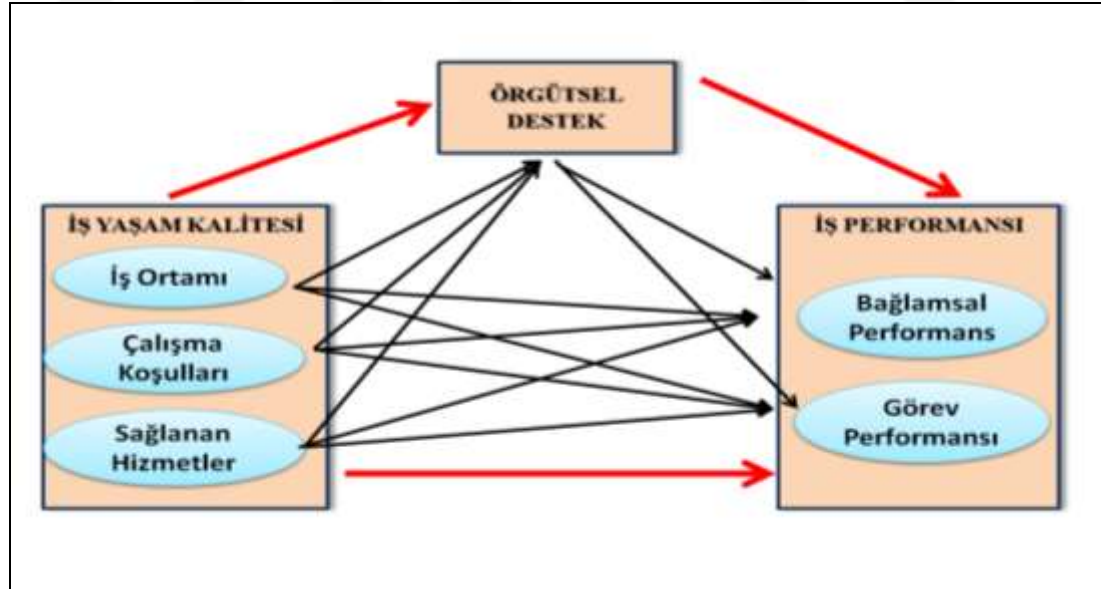 ÖRGÜTSEL
DESTEK
İŞ YAŞAM KALİTESİ
İş Ortamı
Çalışma
Koşulları
Sağlanan
Hizmetler
İŞ PERFORMANSI
Bağlamsal
Performans
Görev
Performansı